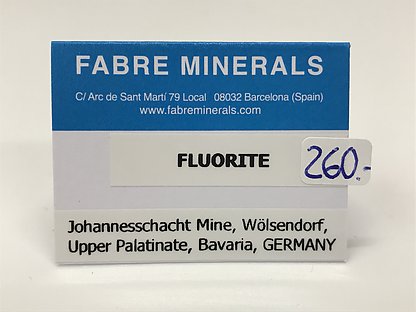 FABRE MINERALS
C/ Arc de Sant Martí 79 Local 08032 Barcelona (Spain)
www.fabreminerals.com
FLUORITE 260.-
Johannesschacht Mine, Wölsendorf,
Upper Palatinate, Bavaria, GERMANY